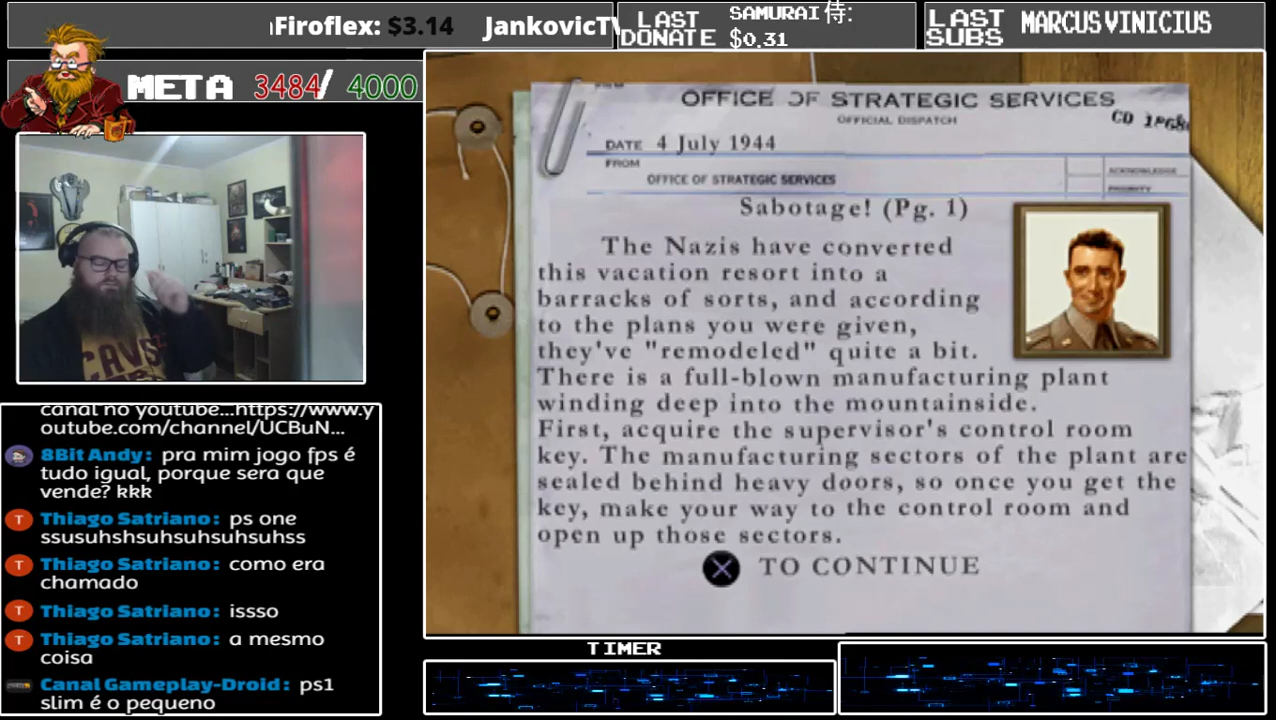 Firoflex: $3.14 JankovicTV
LAST DONATE
SAMURAI 侍:
$0.31
LAST SUBS
MARCUS VINICIUS
META 3484/ 4000
OFFICE OF STRATEGIC SERVICES
OFFICIAL DISPATCH
DATE 4 July 1944
FROM
OFFICE OF STRATEGIC SERVICES
ACKNOWLEDGE
PRIORITY
Sabotage! (Pg. 1)
The Nazis have converted
this vacation resort into a
barracks of sorts, and according
to the plans you were given,
they've "remodeled" quite a bit.
There is a full-blown manufacturing plant
winding deep into the mountainside.
First, acquire the supervisor's control room
key. The manufacturing sectors of the plant are
sealed behind heavy doors, so once you get the
key, make your way to the control room and
open up those sectors.
TO CONTINUE
CAVS
canal no youtube...https://www.y
outube.com/channel/UCBuN...
8Bit Andy: pra mim jogo fps é
tudo igual, porque sera que
vende? kkk
Thiago Satriano: ps one
ssusuhshsuhsuhsuhsuhss
Thiago Satriano: como era
chamado
Thiago Satriano: issso
Thiago Satriano: a mesmo
coisa
Canal Gameplay-Droid: ps1
slim é o pequeno
TIMER